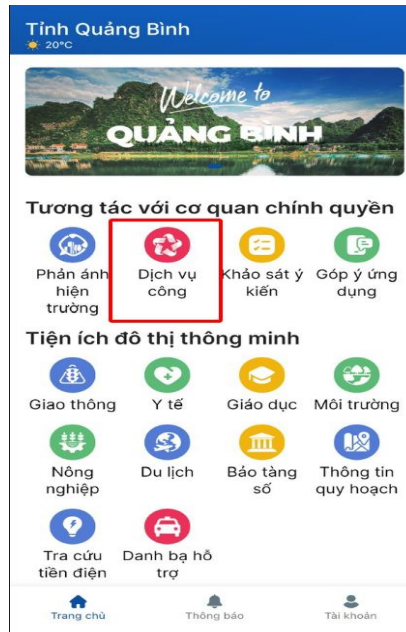 Tỉnh Quảng Bình
20°C
Welcome to
QUẢNG BÌNH
Tương tác với cơ quan chính quyền
Phản ánh hiện trường
Dịch vụ công
Khảo sát ý kiến
Góp ý ứng dụng
Tiện ích đô thị thông minh
Giao thông
Y tế
Giáo dục
Môi trường
Nông nghiệp
Du lịch
Bảo tàng số
Thông tin quy hoạch
Tra cứu tiền điện
Danh bạ hỗ trợ
Trang chủ
Thông báo
Tài khoản